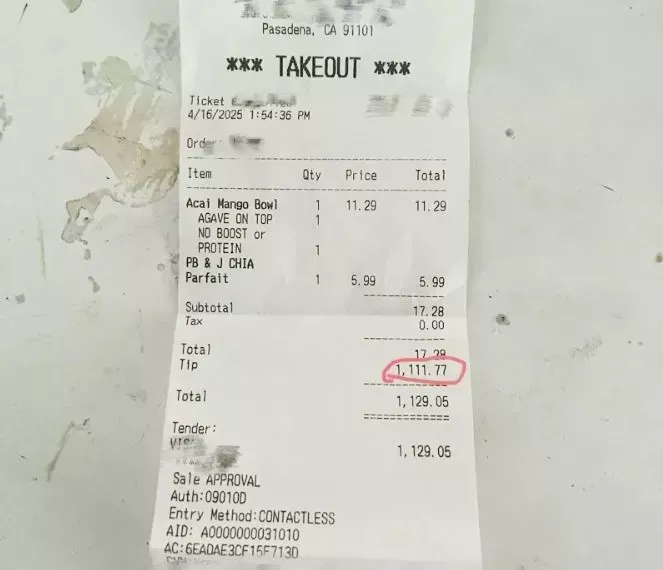 Pasadena, CA 91101
*** TAKEOUT ***
Ticket
4/16/2025 1:54:36 PM
Order
Item Qty Price Total
Acai Mango Bowl 1 11.29 11.29
AGAVE ON TOP 1
NO BOOST or
PROTEIN 1
PB & J CHIA
Parfait 1 5.99 5.99
Subtotal 17.28
Tax 0.00
Total 17.28
Tip 1,111.77
Total 1,129.05
Tender:
VISA 1,129.05
Sale APPROVAL
Auth:09010D
Entry Method:CONTACTLESS
AID: A0000000031010
AC:6EADAE3CF15F713D